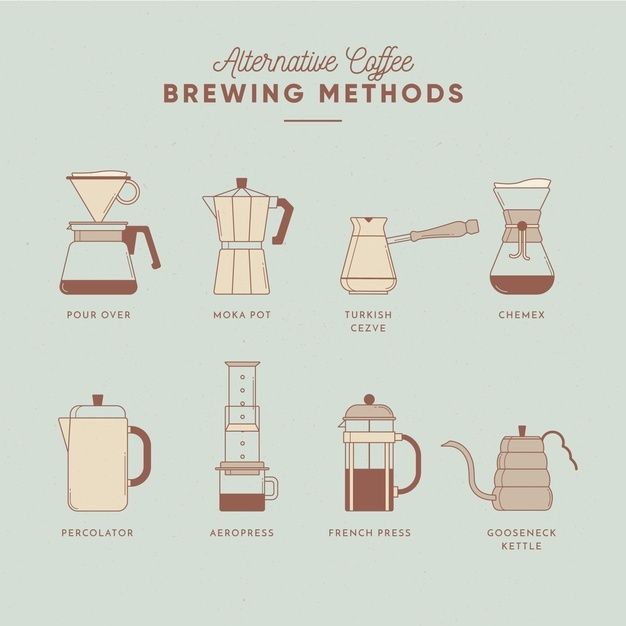 Alternative Coffee
BREWING METHODS
POUR OVER
MOKA POT
TURKISH
CEZVE
CHEMEX
PERCOLATOR
AEROPRESS
FRENCH PRESS
GOOSENECK
KETTLE